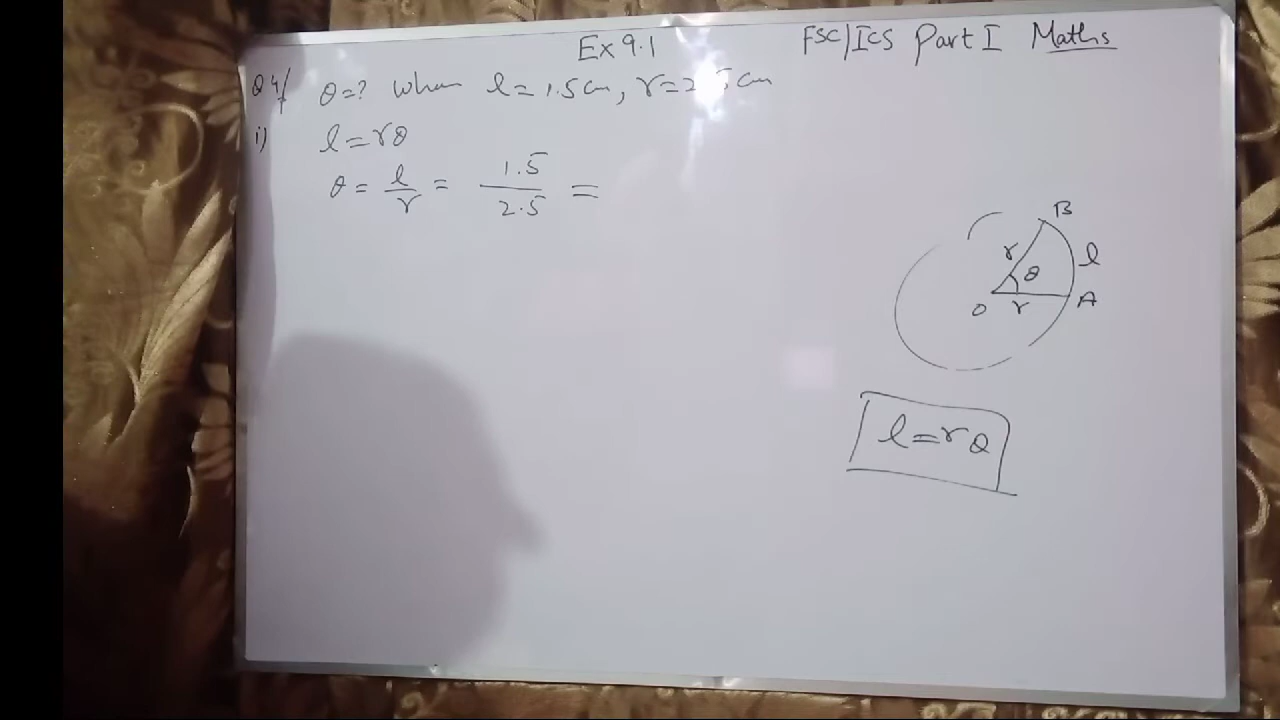 Ex 9.1 FSC/ICS Part I Maths
Q4/ θ=? When l=1.5cm, r=2.5cm
i) l=rθ
θ = l/r = 1.5/2.5 =
B
r θ l
O r A
l=rθ